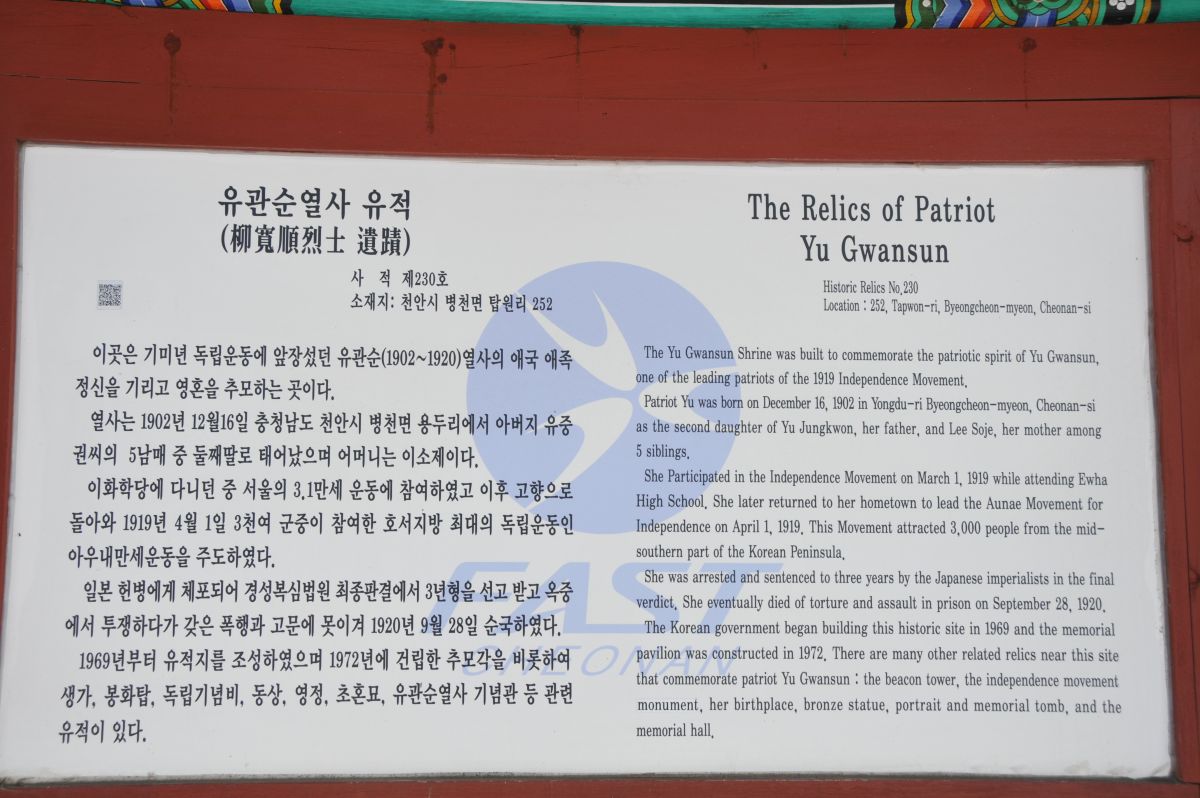 유관순열사 유적
(柳寬順烈士 遺蹟)
사 적 제230호
소재지: 천안시 병천면 탑원리 252
이곳은 기미년 독립운동에 앞장섰던 유관순(1902~1920)열사의 애국 애족
정신을 기리고 영혼을 추모하는 곳이다.
열사는 1902년 12월16일 충청남도 천안시 병천면 용두리에서 아버지 유중
권씨의 5남매 중 둘째딸로 태어났으며 어머니는 이소제이다.
이화학당에 다니던 중 서울의 3.1만세 운동에 참여하였고 이후 고향으로
돌아와 1919년 4월 1일 3천여 군중이 참여한 호서지방 최대의 독립운동인
아우내만세운동을 주도하였다.
일본 헌병에게 체포되어 경성복심법원 최종판결에서 3년형을 선고 받고 옥중
에서 투쟁하다가 갖은 폭행과 고문에 못이겨 1920년 9월 28일 순국하였다.
1969년부터 유적지를 조성하였으며 1972년에 건립한 추모각을 비롯하여
생가, 봉화탑, 독립기념비, 동상, 영정, 초혼묘, 유관순열사 기념관 등 관련
유적이 있다.
The Relics of Patriot
Yu Gwansun
Historic Relics No.230
Location : 252, Tapwon-ri, Byeongcheon-myeon, Cheonan-si
The Yu Gwansun Shrine was built to commemorate the patriotic spirit of Yu Gwansun,
one of the leading patriots of the 1919 Independence Movement.
Patriot Yu was born on December 16, 1902 in Yongdu-ri Byeongcheon-myeon, Cheonan-si
as the second daughter of Yu Jungkwon, her father, and Lee Soje, her mother among
5 siblings.
She Participated in the Independence Movement on March 1, 1919 while attending Ewha
High School. She later returned to her hometown to lead the Aunae Movement for
Independence on April 1, 1919. This Movement attracted 3,000 people from the mid-
southern part of the Korean Peninsula.
She was arrested and sentenced to three years by the Japanese imperialists in the final
verdict. She eventually died of torture and assault in prison on September 28, 1920.
The Korean government began building this historic site in 1969 and the memorial
pavilion was constructed in 1972. There are many other related relics near this site
that commemorate patriot Yu Gwansun : the beacon tower, the independence movement
monument, her birthplace, bronze statue, portrait and memorial tomb, and the
memorial hall.
FAST
CHEONAN